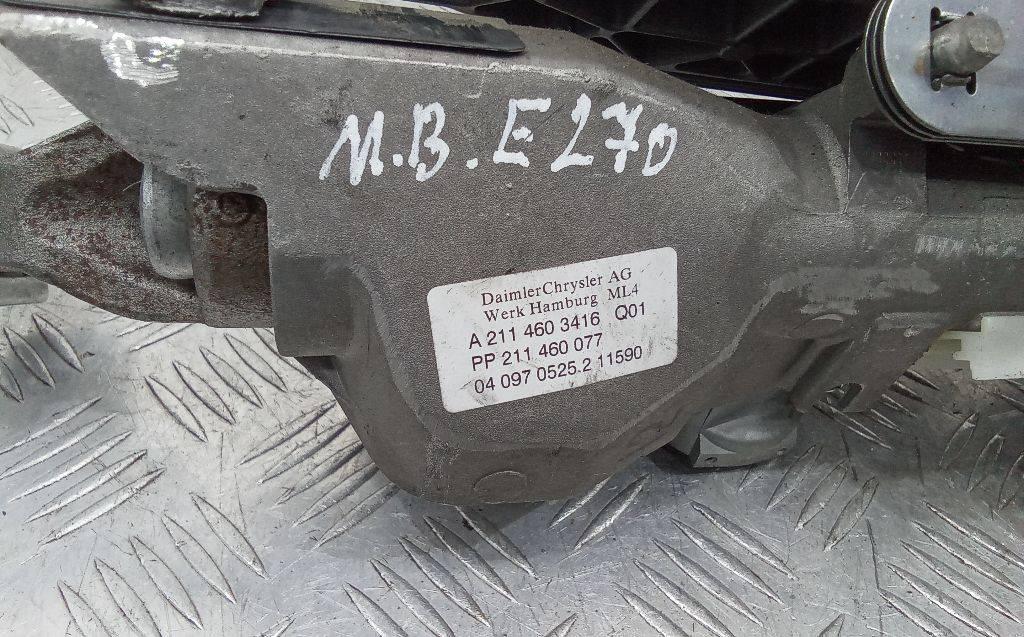 M.B. E270
DaimlerChrysler AG
Werk Hamburg ML4
A 211 460 3416 Q01
PP 211 460 077
04 097 0525.2 11590